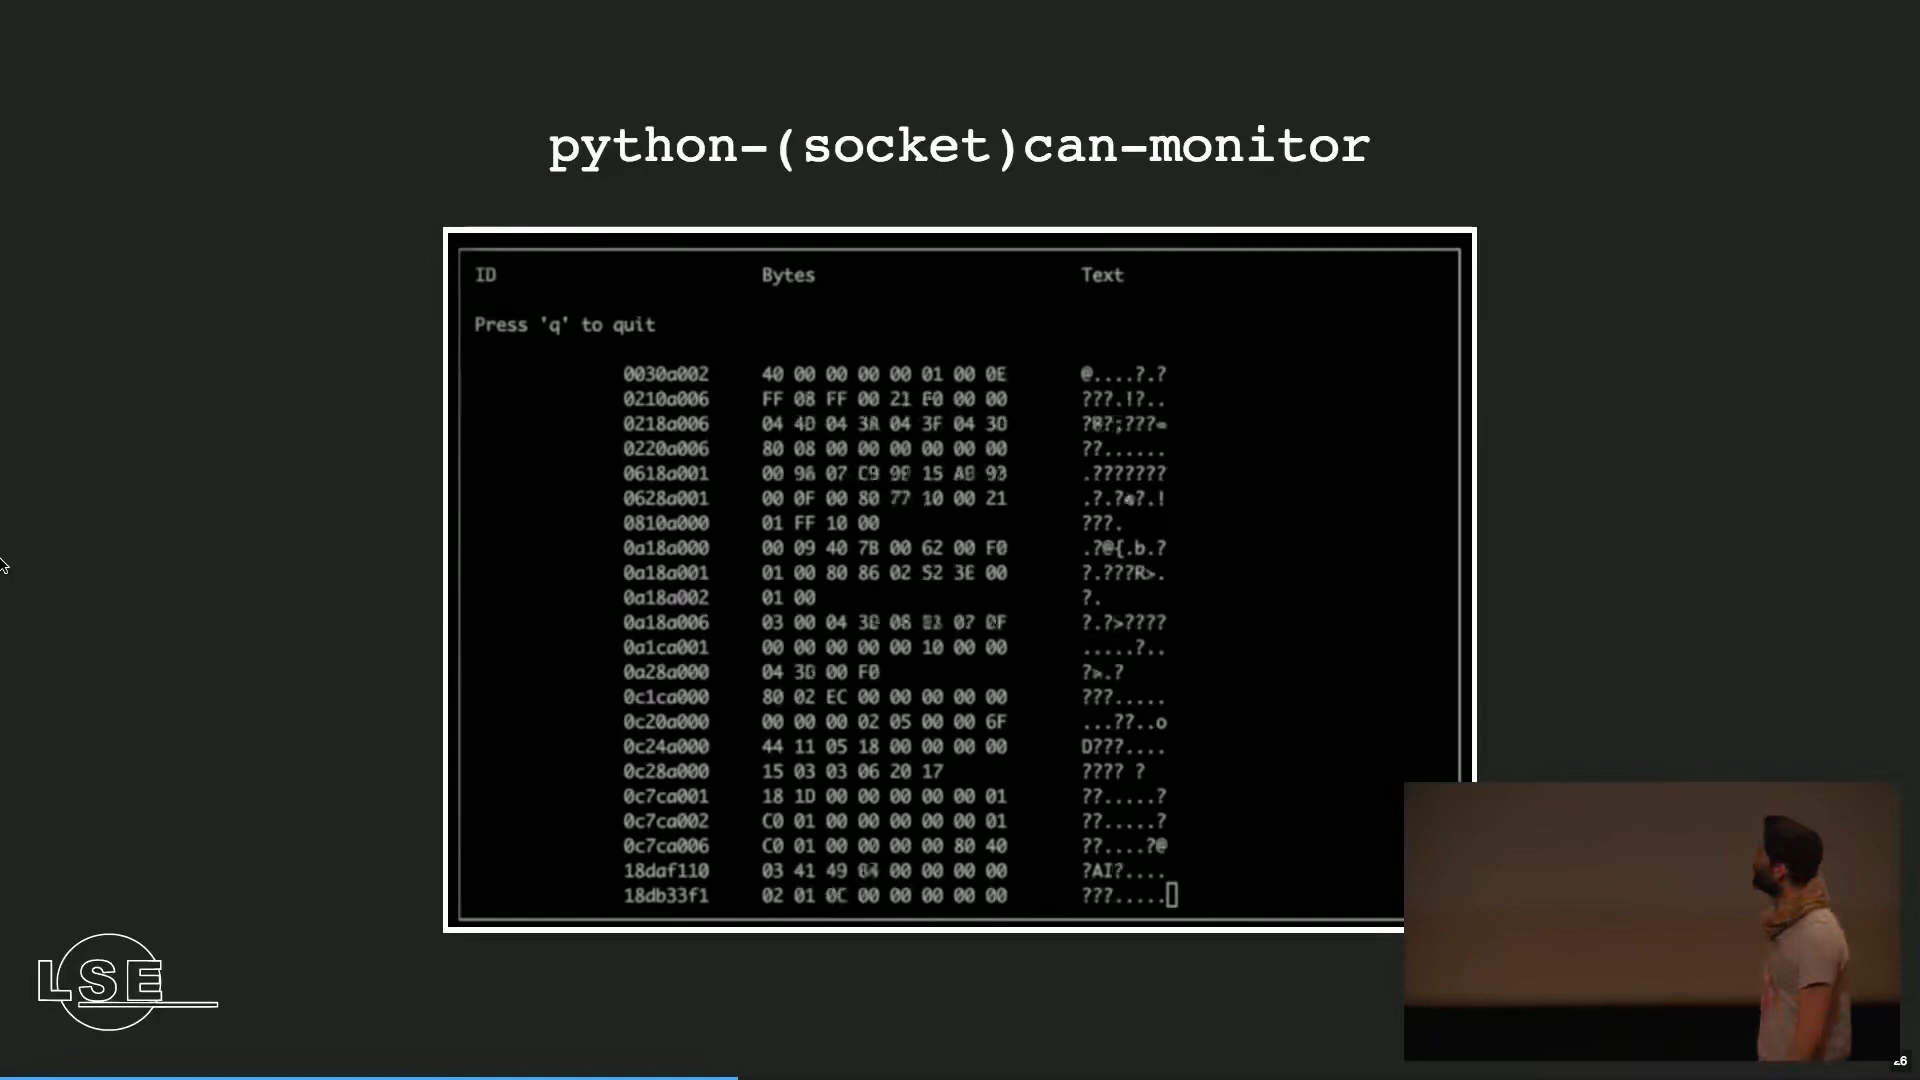 python-(socket)can-monitor
ID Bytes Text
Press 'q' to quit
0030a002 40 00 00 00 00 01 00 0E @....?.?
0210a006 FF 08 FF 00 21 00 00 ???.!?..
0218a006 04 4D 04 04 3F 04 3D
0220a006 80 08 00 00 00 00 00 00 ??......
0618a001 00 07 15 93 .???????
0628a001 00 0F 00 80 77 10 00 21
0810a000 01 FF 10 00 ???.
0a18a000 00 09 40 7B 00 62 00 F0 .?@{.b.?
0a18a001 01 00 80 86 02 52 3E 00 ?.???R>.
0a18a002 01 00 ?.
0a18a006 03 00 04 08 07 ?.?>????
0a1ca001 00 00 00 00 00 10 00 00 .....?..
0a28a000 04 00 F0 ?>.?
0c1ca000 80 02 EC 00 00 00 00 00 ???.....
0c20a000 00 00 00 02 05 00 00 6F ...??..o
0c24a000 44 11 05 18 00 00 00 00 D???....
0c28a000 15 03 03 06 20 17 ???? ?
0c7ca001 18 1D 00 00 00 00 00 01 ??.....?
0c7ca002 C0 01 00 00 00 00 00 01 ??.....?
0c7ca006 C0 01 00 00 00 00 80 40 ??....?@
18daf110 03 41 49 00 00 00 00 ?AI?....
18db33f1 02 01 0C 00 00 00 00 00 ???.....
LSE
26